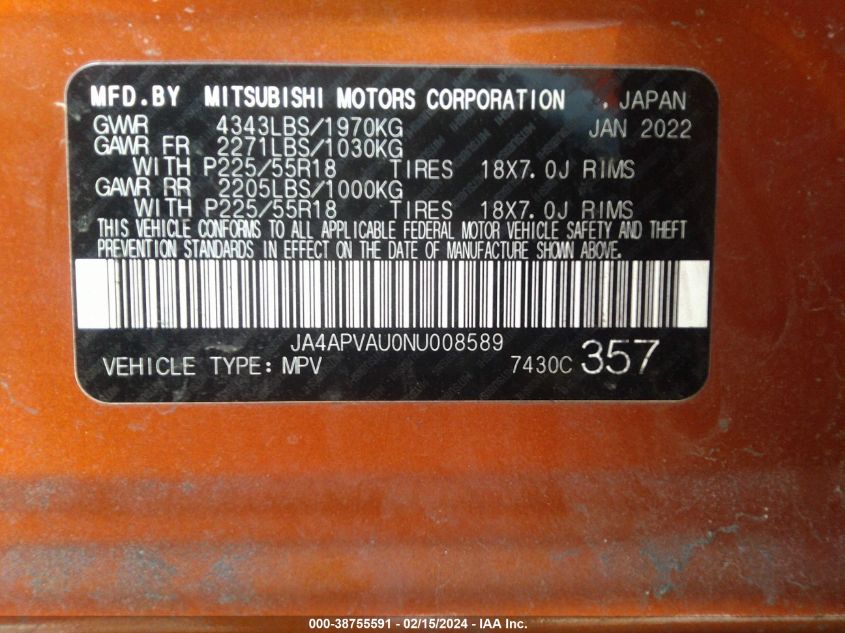 MFD.BY MITSUBISHI MOTORS CORPORATION , JAPAN
GVWR 4343LBS/1970KG JAN 2022
GAWR FR 2271LBS/1030KG
WITH P225/55R18 TIRES 18X7.0J RIMS
GAWR RR 2205LBS/1000KG
WITH P225/55R18 TIRES 18X7.0J RIMS
THIS VEHICLE CONFORMS TO ALL APPLICABLE FEDERAL MOTOR VEHICLE SAFETY AND THEFT
PREVENTION STANDARDS IN EFFECT ON THE DATE OF MANUFACTURE SHOWN ABOVE.
JA4APVAU0NU008589
VEHICLE TYPE: MPV 7430C 357
000-38755591 - 02/15/2024 - IAA Inc.